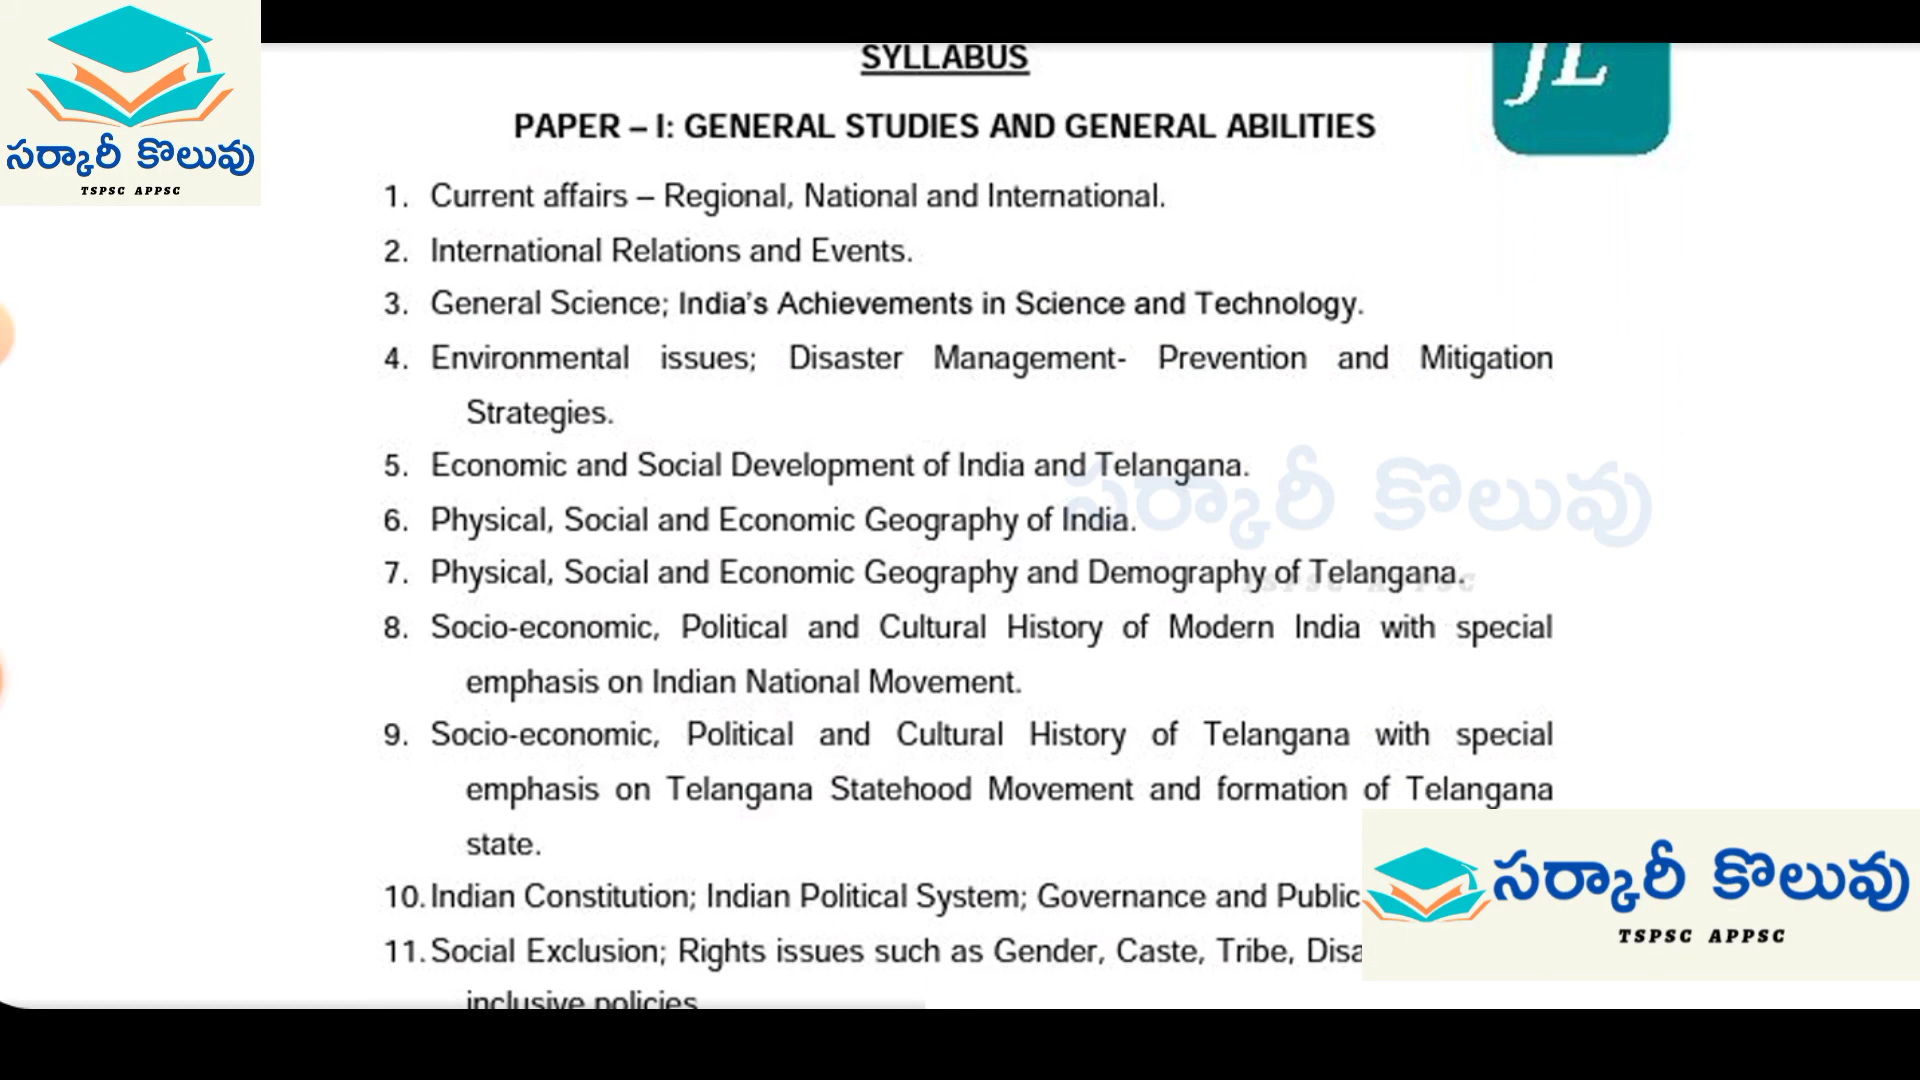 SYLLABUS
JL
PAPER – I: GENERAL STUDIES AND GENERAL ABILITIES
సర్కారీ కొలువు
TSPSC APPSC
1. Current affairs – Regional, National and International.
2. International Relations and Events.
3. General Science; India’s Achievements in Science and Technology.
4. Environmental issues; Disaster Management- Prevention and Mitigation
Strategies.
5. Economic and Social Development of India and Telangana.
సర్కారీ కొలువు
6. Physical, Social and Economic Geography of India.
7. Physical, Social and Economic Geography and Demography of Telangana.
TSPSC APPSC
8. Socio-economic, Political and Cultural History of Modern India with special
emphasis on Indian National Movement.
9. Socio-economic, Political and Cultural History of Telangana with special
emphasis on Telangana Statehood Movement and formation of Telangana
state.
10. Indian Constitution; Indian Political System; Governance and Public
11. Social Exclusion; Rights issues such as Gender, Caste, Tribe,
inclusive policies
సర్కారీ కొలువు
TSPSC APPSC